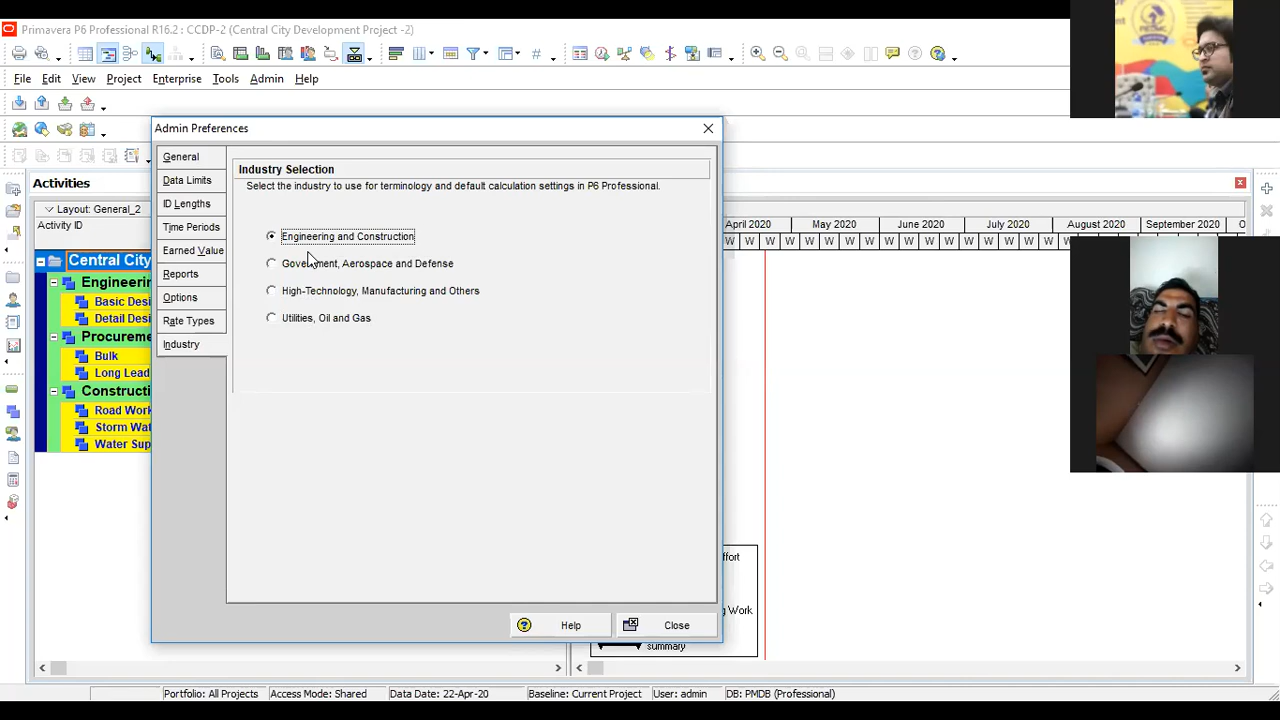 Primavera P6 Professional R16.2 : CCDP-2 (Central City Development Project -2)
File Edit View Project Enterprise Tools Admin Help
Admin Preferences
General
Data Limits
ID Lengths
Time Periods
Earned Value
Reports
Options
Rate Types
Industry
Industry Selection
Select the industry to use for terminology and default calculation settings in P6 Professional.
Engineering and Construction
Government, Aerospace and Defense
High-Technology, Manufacturing and Others
Utilities, Oil and Gas
Help
Close
Activities
Layout: General_2
Activity ID
Central City
Engineerin
Basic Desi
Detail Desi
Procureme
Bulk
Long Lead
Constructi
Road Work
Storm Wat
Water Sup
April 2020 May 2020 June 2020 July 2020 August 2020 September 2020 O
W W W W W W W W W W W W W W W W W W W W W W W W W W
ffort
g Work
summary
Portfolio: All Projects Access Mode: Shared Data Date: 22-Apr-20 Baseline: Current Project User: admin DB: PMDB (Professional)